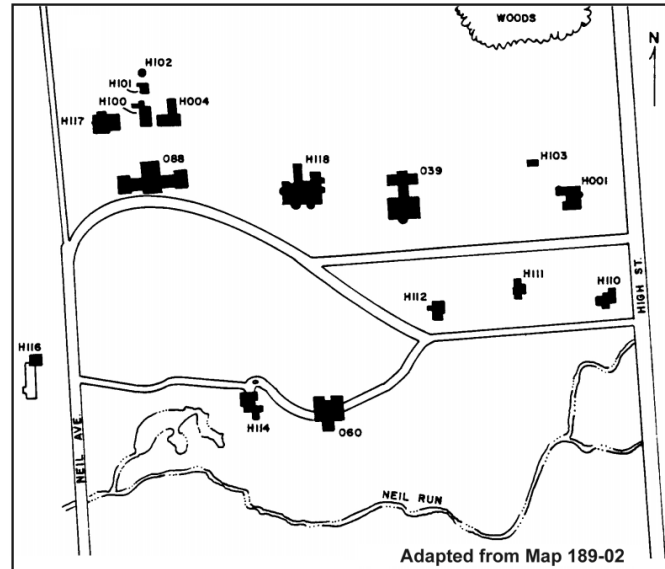 WOODS
N
H102
H101
H100
H004
H117
088
H118
039
H103
H001
HIGH ST.
H111
H110
H112
H116
H114
060
NEIL AVE.
NEIL RUN
Adapted from Map 189-02